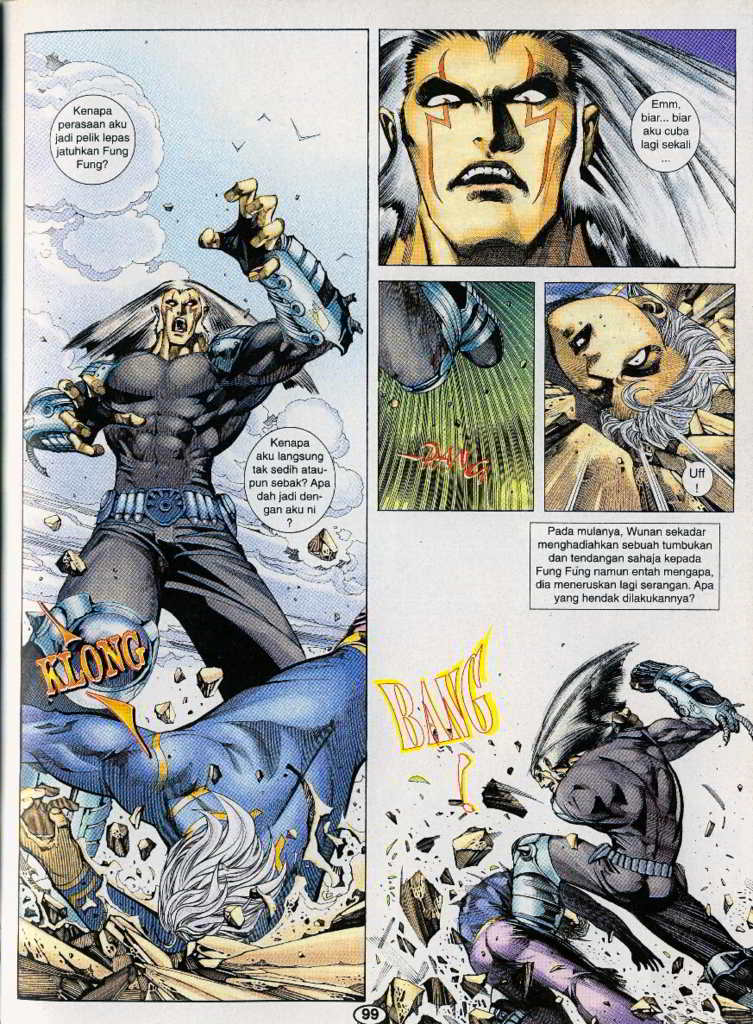 Kenapa
perasaan aku
jadi pelik lepas
jatuhkan Fung
Fung?
Kenapa
aku langsung
tak sedih atau-
pun sebak? Apa
dah jadi den-
gan aku ni
?
KLONG
Emm,
biar... biar
aku cuba
lagi sekali
...
DANG
Uff
!
Pada mulanya, Wunan sekadar
menghadiahkan sebuah tumbukan
dan tendangan sahaja kepada
Fung Fung namun entah mengapa,
dia meneruskan lagi serangan. Apa
yang hendak dilakukannya?
BANG
!
99